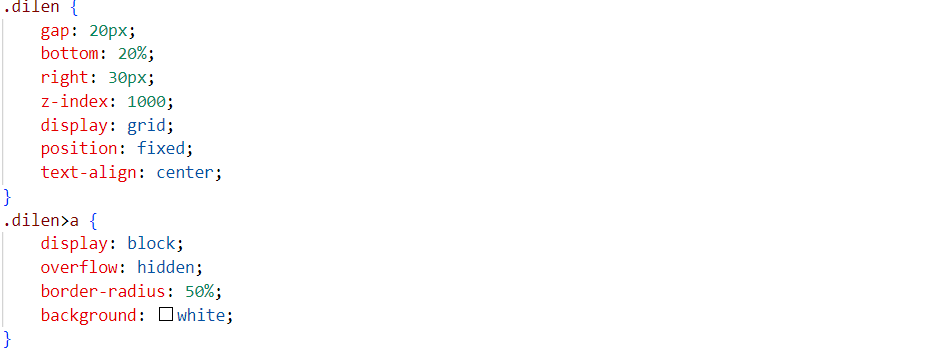 .dilen {
gap: 20px;
bottom: 20%;
right: 30px;
z-index: 1000;
display: grid;
position: fixed;
text-align: center;
}
.dilen>a {
display: block;
overflow: hidden;
border-radius: 50%;
background: white;
}